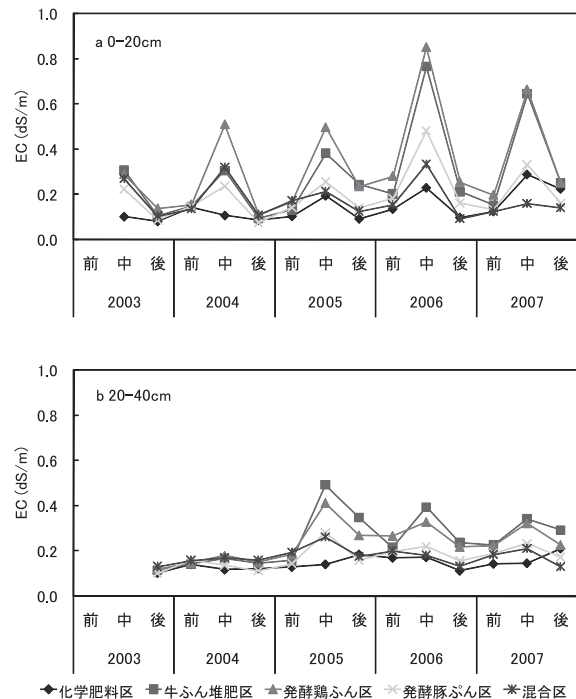 1.0
a 0-20cm
0.8
0.6
0.4
0.2
0.0
EC (dS/m)
前 中 後 前 中 後 前 中 後 前 中 後 前 中 後
2003 2004 2005 2006 2007
1.0
b 20-40cm
0.8
0.6
0.4
0.2
0.0
EC (dS/m)
前 中 後 前 中 後 前 中 後 前 中 後 前 中 後
2003 2004 2005 2006 2007
化学肥料区 牛ふん堆肥区 発酵鶏ふん区 発酵豚ぷん区 混合区